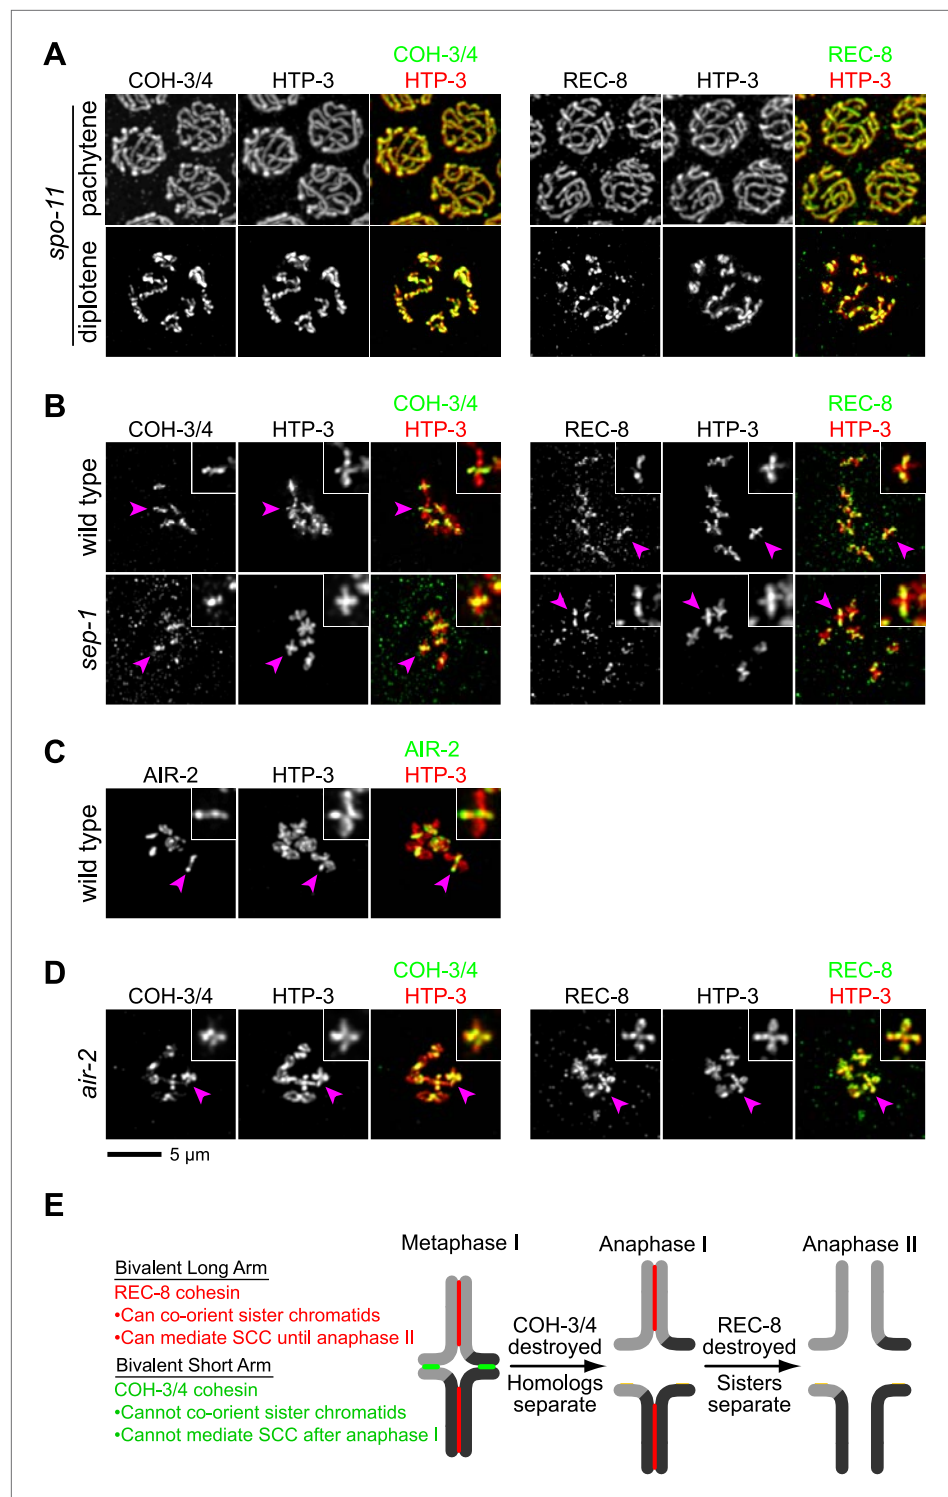 A
COH-3/4
HTP-3
COH-3/4
HTP-3
REC-8
HTP-3
REC-8
HTP-3
spo-11
pachytene
diplotene
B
COH-3/4
HTP-3
COH-3/4
HTP-3
REC-8
HTP-3
REC-8
HTP-3
wild type
sep-1
C
AIR-2
HTP-3
AIR-2
HTP-3
wild type
D
COH-3/4
HTP-3
COH-3/4
HTP-3
REC-8
HTP-3
REC-8
HTP-3
air-2
5 μm
E
Bivalent Long Arm
REC-8 cohesin
•Can co-orient sister chromatids
•Can mediate SCC until anaphase II
Bivalent Short Arm
COH-3/4 cohesin
•Cannot co-orient sister chromatids
•Cannot mediate SCC after anaphase I
Metaphase I
COH-3/4
destroyed
Homologs
separate
Anaphase I
REC-8
destroyed
Sisters
separate
Anaphase II